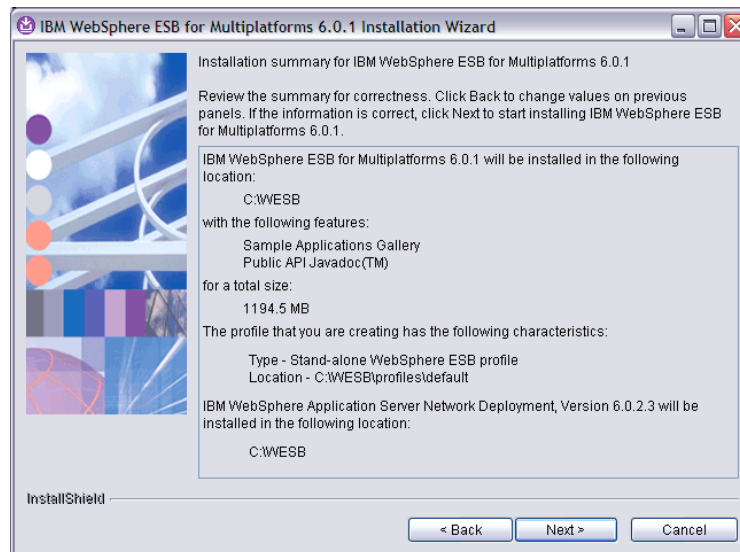 IBM WebSphere ESB for Multiplatforms 6.0.1 Installation Wizard
Installation summary for IBM WebSphere ESB for Multiplatforms 6.0.1
Review the summary for correctness. Click Back to change values on previous
panels. If the information is correct, click Next to start installing IBM WebSphere ESB
for Multiplatforms 6.0.1.
IBM WebSphere ESB for Multiplatforms 6.0.1 will be installed in the following
location:
C:\WESB
with the following features:
Sample Applications Gallery
Public API Javadoc(TM)
for a total size:
1194.5 MB
The profile that you are creating has the following characteristics:
Type - Stand-alone WebSphere ESB profile
Location - C:\WESB\profiles\default
IBM WebSphere Application Server Network Deployment, Version 6.0.2.3 will be
installed in the following location:
C:\WESB
InstallShield
< Back
Next >
Cancel